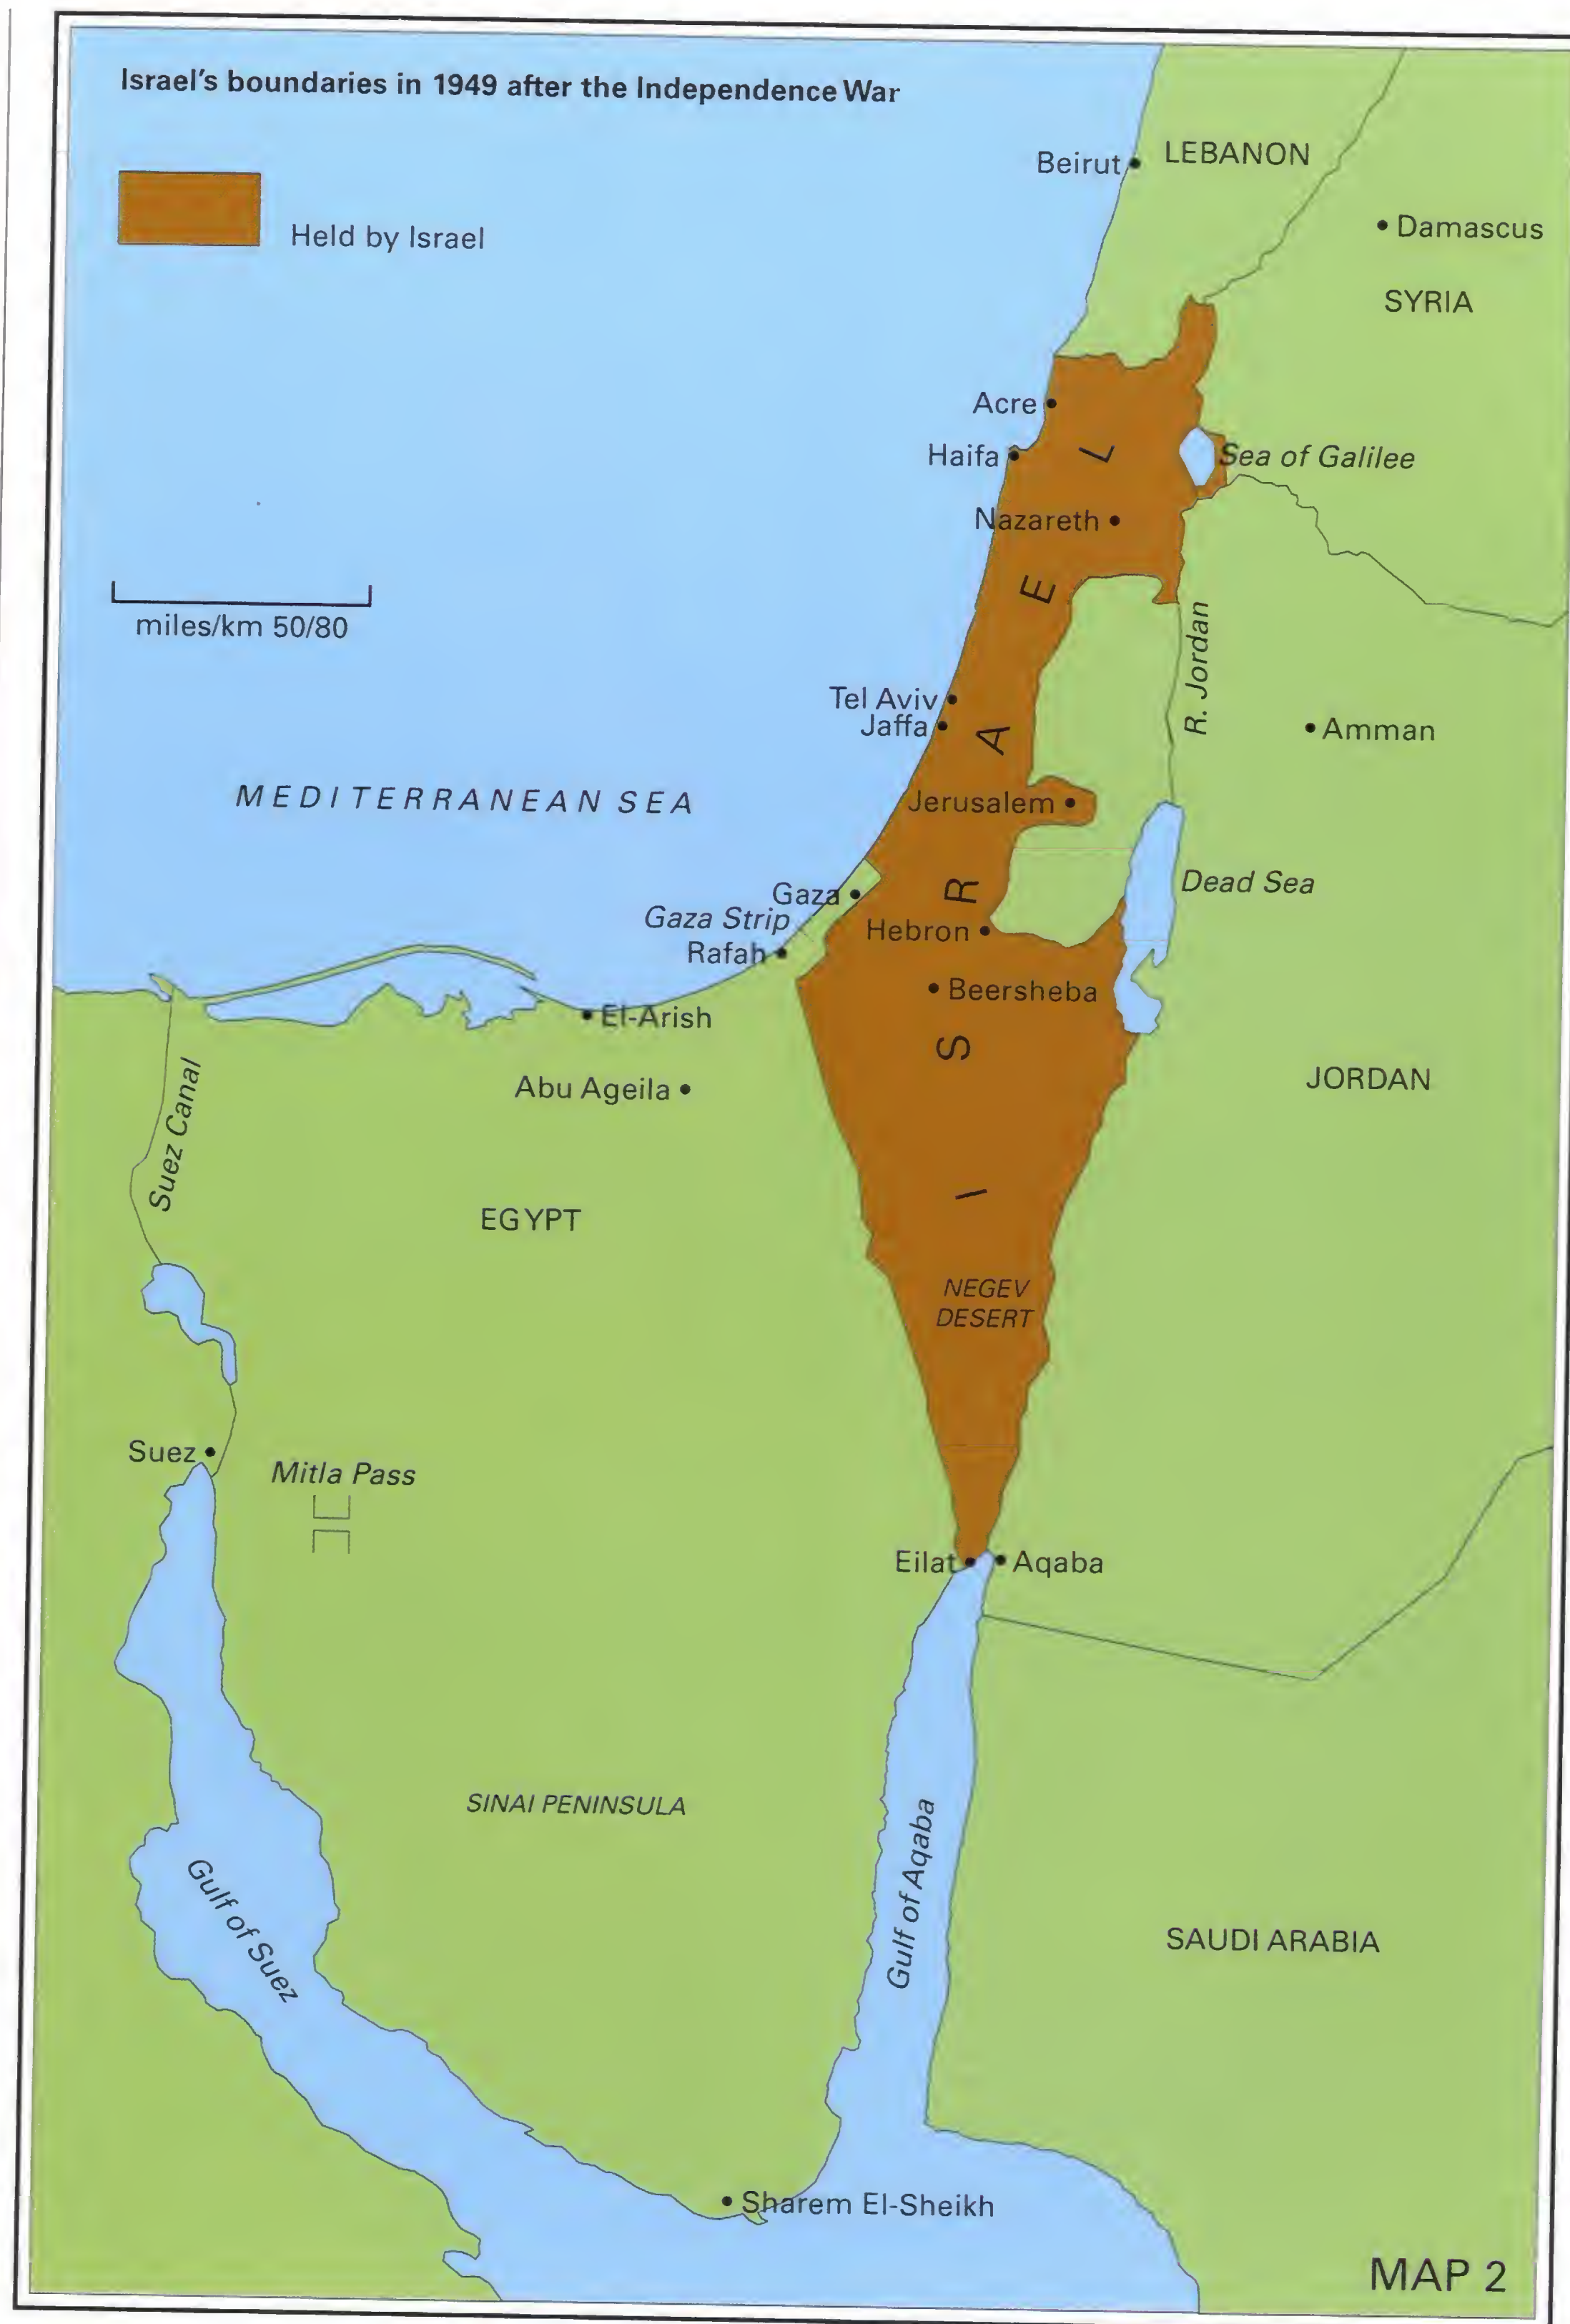 Israel's boundaries in 1949 after the Independence War
Held by Israel
Beirut
LEBANON
Damascus
SYRIA
Acre
Haifa
Sea of Galilee
Nazareth
miles/km 50/80
R. Jordan
Tel Aviv
Jaffa
Amman
MEDITERRANEAN SEA
Jerusalem
Dead Sea
Gaza
Gaza Strip
Hebron
Rafah
Beersheba
El-Arish
ISRAEL
Abu Ageila
JORDAN
Suez Canal
EGYPT
NEGEV
DESERT
Suez
Mitla Pass
Eilat
Aqaba
SINAI PENINSULA
Gulf of Suez
Gulf of Aqaba
SAUDI ARABIA
Sharem El-Sheikh
MAP 2